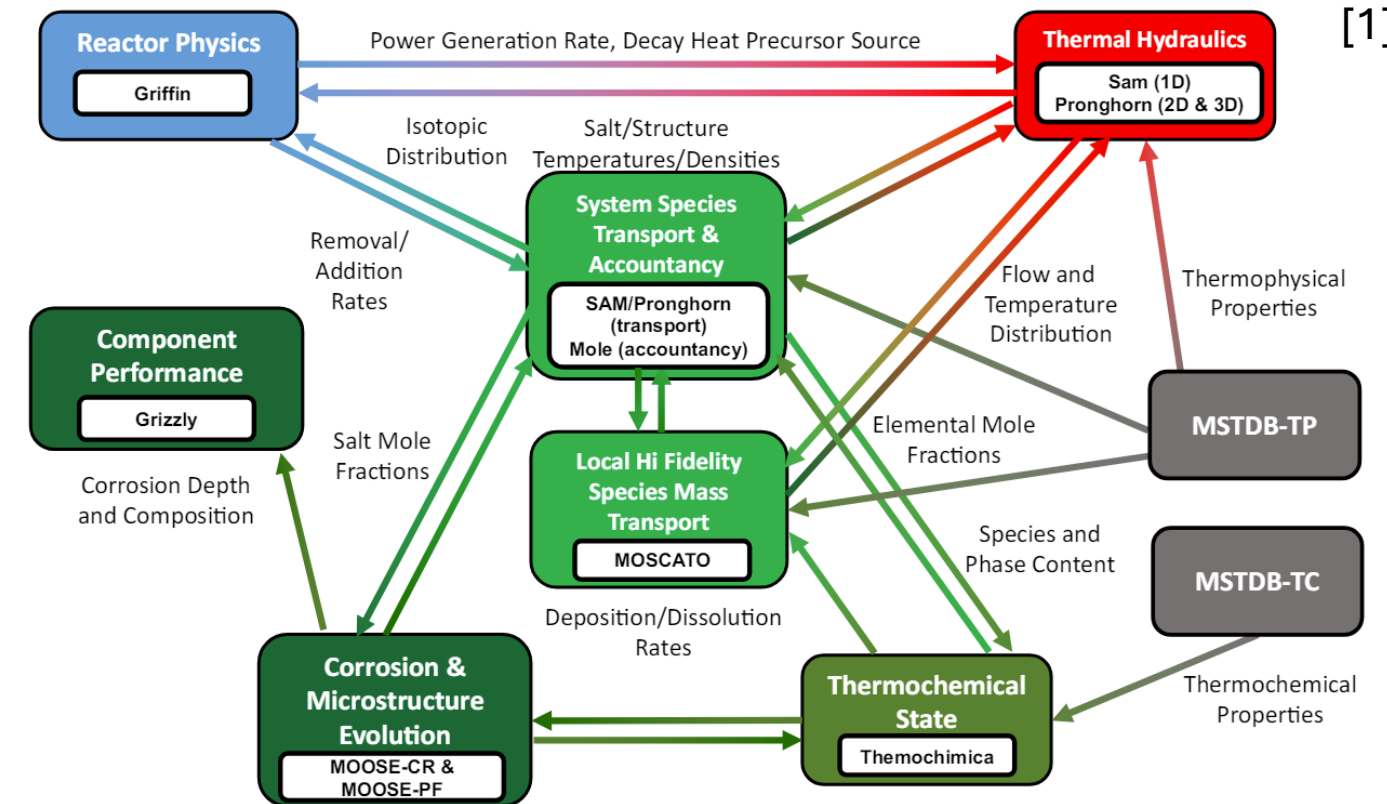 [1]
Reactor Physics
Griffin
Power Generation Rate, Decay Heat Precursor Source
Thermal Hydraulics
Sam (1D)
Pronghorn (2D & 3D)
Isotopic
Distribution
Salt/Structure
Temperatures/Densities
System Species
Transport &
Accountancy
SAM/Pronghorn
(transport)
Mole (accountancy)
Removal/
Addition
Rates
Flow and
Temperature
Distribution
Thermophysical
Properties
Component
Performance
Grizzly
Salt Mole
Fractions
Elemental Mole
Fractions
MSTDB-TP
Local Hi Fidelity
Species Mass
Transport
MOSCATO
Corrosion Depth
and Composition
Species and
Phase Content
MSTDB-TC
Deposition/Dissolution
Rates
Corrosion &
Microstructure
Evolution
MOOSE-CR &
MOOSE-PF
Thermochemical
State
Themochimica
Thermochemical
Properties